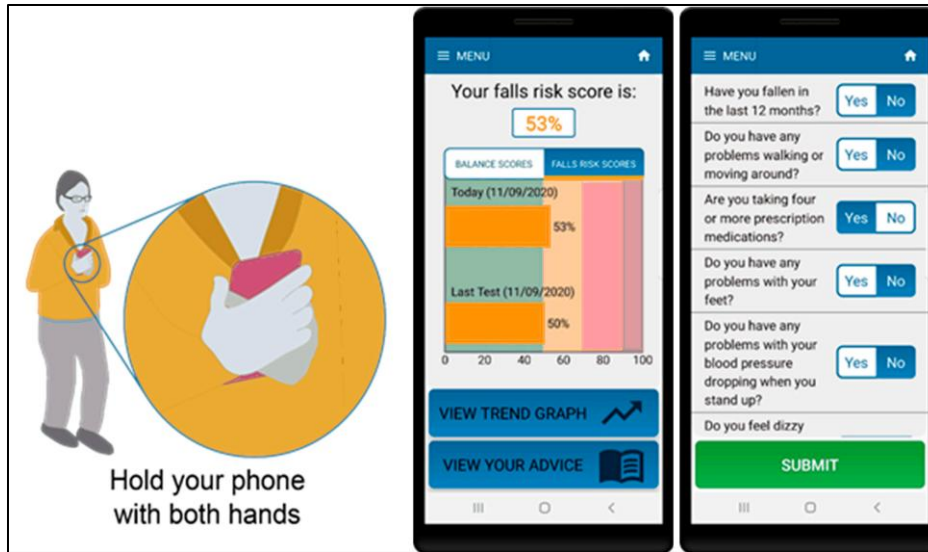 Hold your phone
with both hands
MENU
Your falls risk score is:
53%
BALANCE SCORES FALLS RISK SCORES
Today (11/09/2020)
53%
Last Test (11/09/2020)
50%
0 20 40 60 80 100
VIEW TREND GRAPH
VIEW YOUR ADVICE
MENU
Have you fallen in
the last 12 months?
Yes No
Do you have any
problems walking or
moving around?
Yes No
Are you taking four
or more prescription
medications?
Yes No
Do you have any
problems with your
feet?
Yes No
Do you have any
problems with your
blood pressure
dropping when you
stand up?
Yes No
Do you feel dizzy
SUBMIT